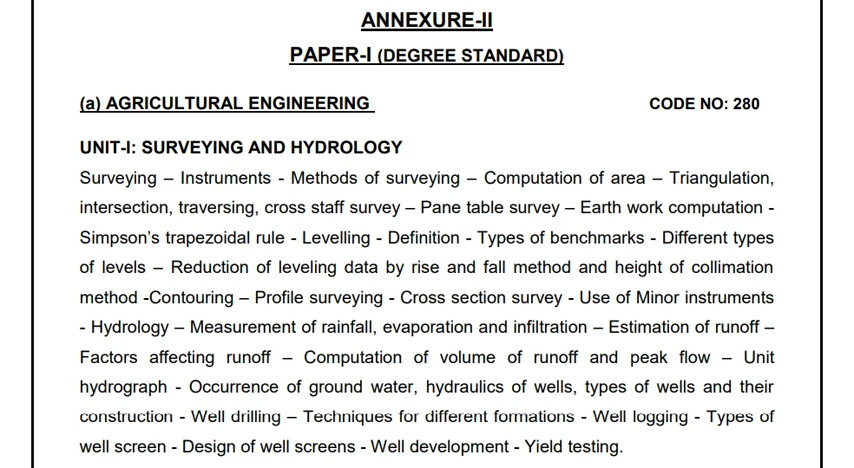 ANNEXURE-II
PAPER-I (DEGREE STANDARD)
(a) AGRICULTURAL ENGINEERING CODE NO: 280
UNIT-I: SURVEYING AND HYDROLOGY
Surveying – Instruments - Methods of surveying – Computation of area – Triangulation,
intersection, traversing, cross staff survey – Pane table survey – Earth work computation -
Simpson’s trapezoidal rule - Levelling - Definition - Types of benchmarks - Different types
of levels – Reduction of leveling data by rise and fall method and height of collimation
method -Contouring – Profile surveying - Cross section survey - Use of Minor instruments
- Hydrology – Measurement of rainfall, evaporation and infiltration – Estimation of runoff –
Factors affecting runoff – Computation of volume of runoff and peak flow – Unit
hydrograph - Occurrence of ground water, hydraulics of wells, types of wells and their
construction - Well drilling – Techniques for different formations - Well logging - Types of
well screen - Design of well screens - Well development - Yield testing.